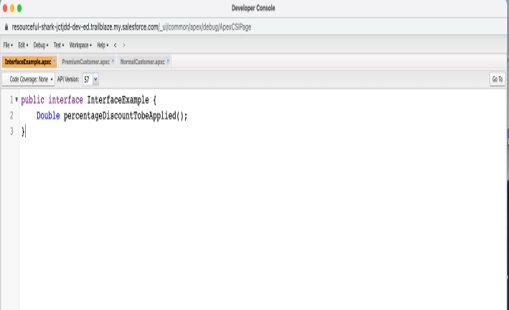 Developer Console
resourceful-shark-jctjdd-dev-ed.trailblaze.my.salesforce.com/_ui/common/apex/debug/ApexCSIPage
File Edit Debug Test Workspace Help < >
InterfaceExample.apxc PremiumCustomer.apxc NormalCustomer.apxc
Code Coverage: None API Version: 57 Go To
1 public interface InterfaceExample {
2 Double percentageDiscountTobeApplied();
3 }